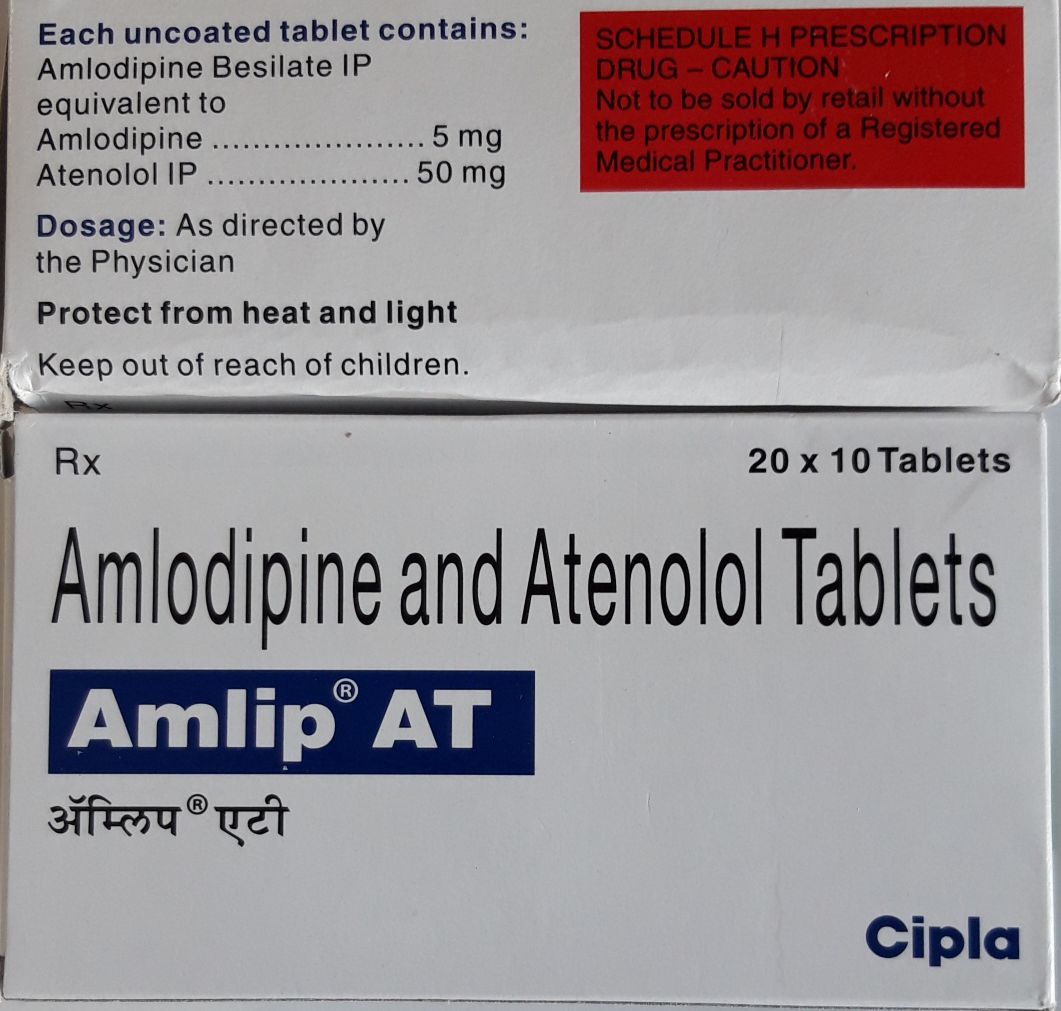 Each uncoated tablet contains:
Amlodipine Besilate IP
equivalent to
Amlodipine ..................... 5 mg
Atenolol IP .................... 50 mg
Dosage: As directed by
the Physician
Protect from heat and light
Keep out of reach of children.
SCHEDULE H PRESCRIPTION
DRUG – CAUTION
Not to be sold by retail without
the prescription of a Registered
Medical Practitioner.
Rx
Rx
20 x 10 Tablets
Amlodipine and Atenolol Tablets
Amlip® AT
ॲम्लिप® एटी
Cipla